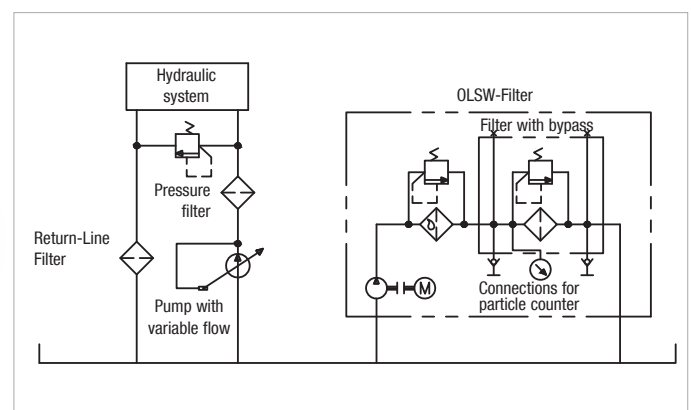 Hydraulic
system
OLSW-Filter
Filter with bypass
Pressure
filter
Return-Line
Filter
Pump with
variable flow
M
Connections for
particle counter